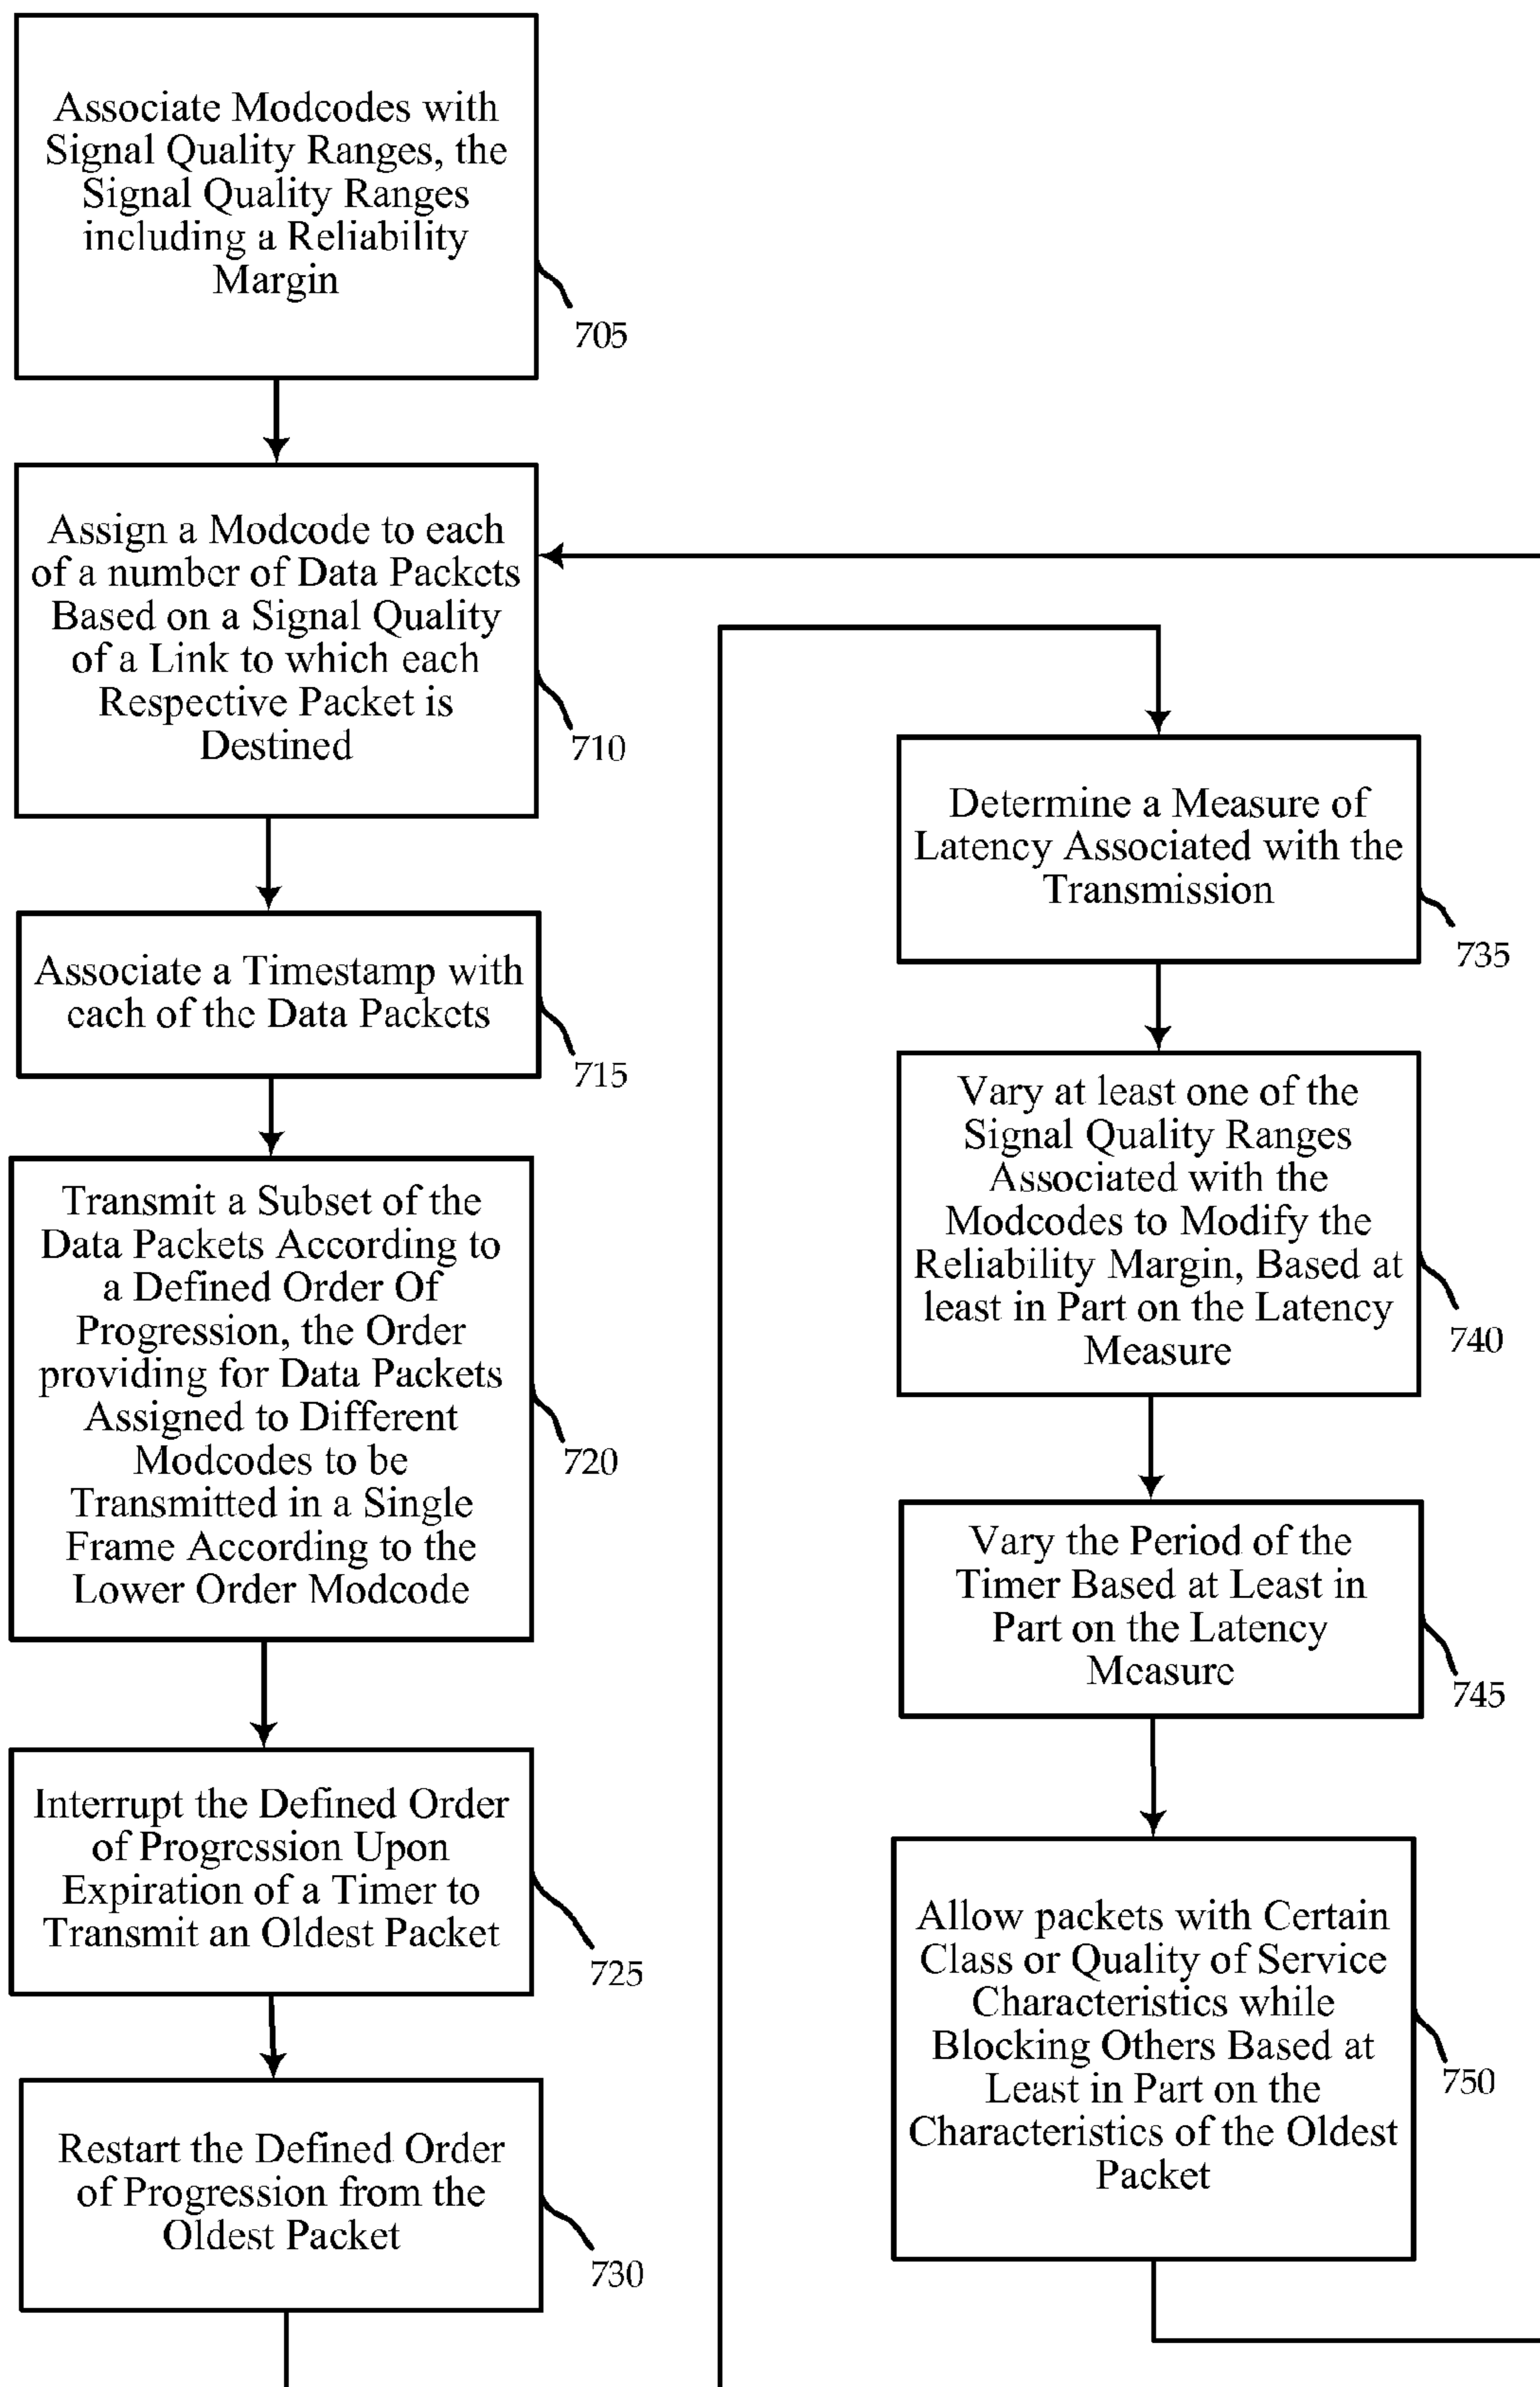 Associate Modcodes with
Signal Quality Ranges, the
Signal Quality Ranges
including a Reliability
Margin
705
Assign a Modcode to each
of a number of Data Packets
Based on a Signal Quality
of a Link to which each
Respective Packet is
Destined
710
Associate a Timestamp with
each of the Data Packets
715
Transmit a Subset of the
Data Packets According to
a Defined Order Of
Progression, the Order
providing for Data Packets
Assigned to Different
Modcodes to be
Transmitted in a Single
Frame According to the
Lower Order Modcode
720
Interrupt the Defined Order
of Progression Upon
Expiration of a Timer to
Transmit an Oldest Packet
725
Restart the Defined Order
of Progression from the
Oldest Packet
730
Determine a Measure of
Latency Associated with the
Transmission
735
Vary at least one of the
Signal Quality Ranges
Associated with the
Modcodes to Modify the
Reliability Margin, Based at
least in Part on the Latency
Measure
740
Vary the Period of the
Timer Based at Least in
Part on the Latency
Measure
745
Allow packets with Certain
Class or Quality of Service
Characteristics while
Blocking Others Based at
Least in Part on the
Characteristics of the Oldest
Packet
750